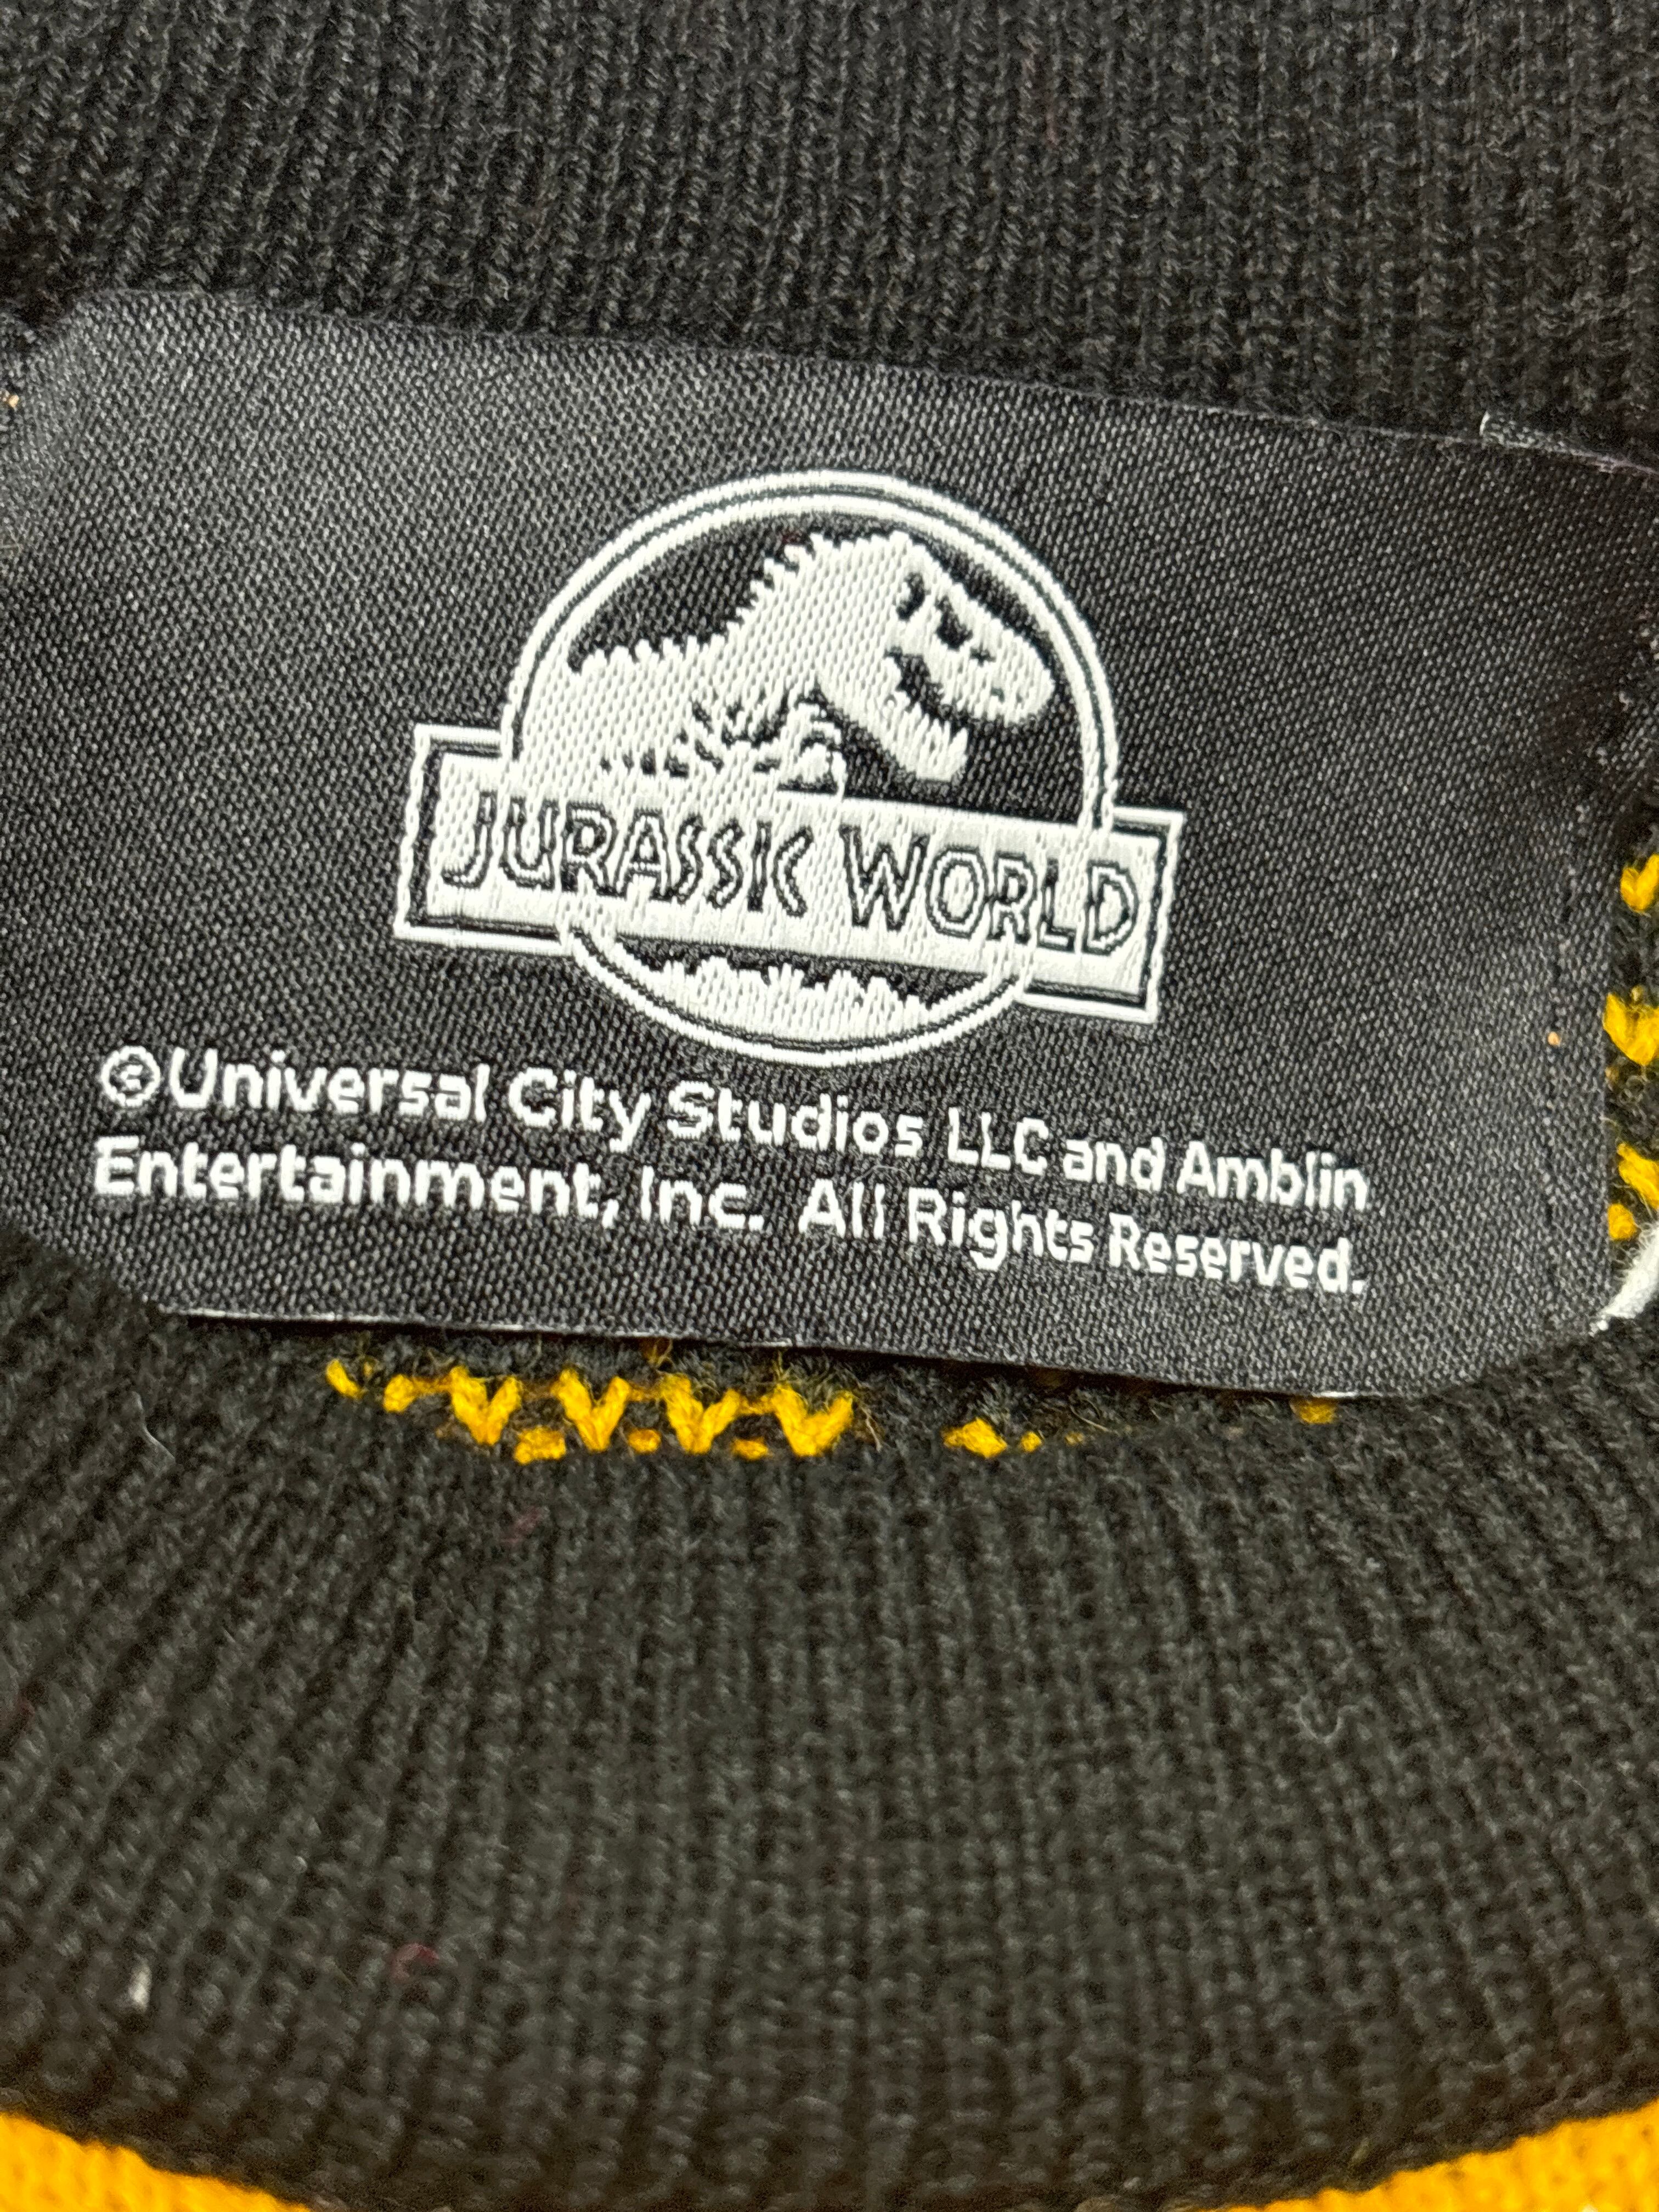 JURASSIC WORLD
©Universal City Studios LLC and Amblin
Entertainment, Inc. All Rights Reserved.